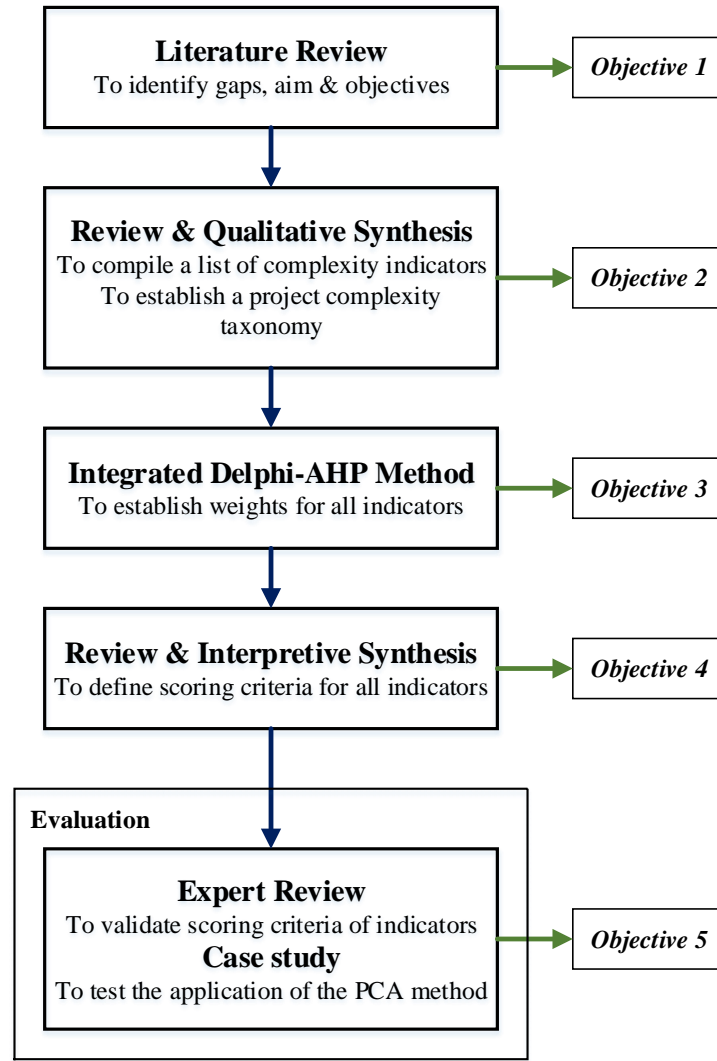 Literature Review
To identify gaps, aim & objectives
Objective 1
Review & Qualitative Synthesis
To compile a list of complexity indicators
To establish a project complexity
taxonomy
Objective 2
Integrated Delphi-AHP Method
To establish weights for all indicators
Objective 3
Review & Interpretive Synthesis
To define scoring criteria for all indicators
Objective 4
Evaluation
Expert Review
To validate scoring criteria of indicators
Case study
To test the application of the PCA method
Objective 5